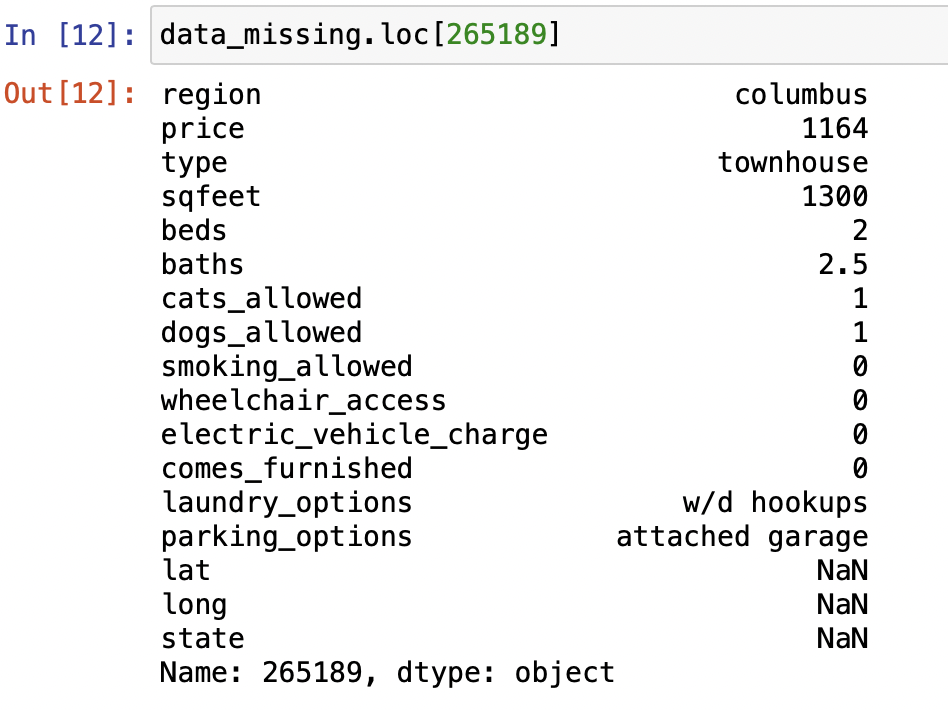 In [12]: data_missing.loc[265189]
Out[12]: region columbus
price 1164
type townhouse
sqfeet 1300
beds 2
baths 2.5
cats_allowed 1
dogs_allowed 1
smoking_allowed 0
wheelchair_access 0
electric_vehicle_charge 0
comes_furnished 0
laundry_options w/d hookups
parking_options attached garage
lat NaN
long NaN
state NaN
Name: 265189, dtype: object